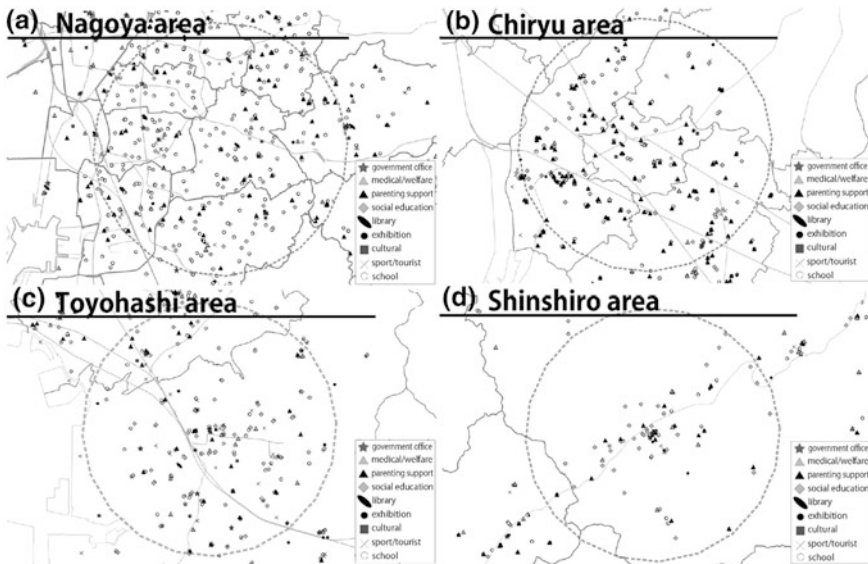 (a) Nagoya area
government office
medical/welfare
parenting support
social education
library
exhibition
cultural
sport/tourist
school
(b) Chiryu area
government office
medical/welfare
parenting support
social education
library
exhibition
cultural
sport/tourist
school
(c) Toyohashi area
government office
medical/welfare
parenting support
social education
library
exhibition
cultural
sport/tourist
school
(d) Shinshiro area
government office
medical/welfare
parenting support
social education
library
exhibition
cultural
sport/tourist
school